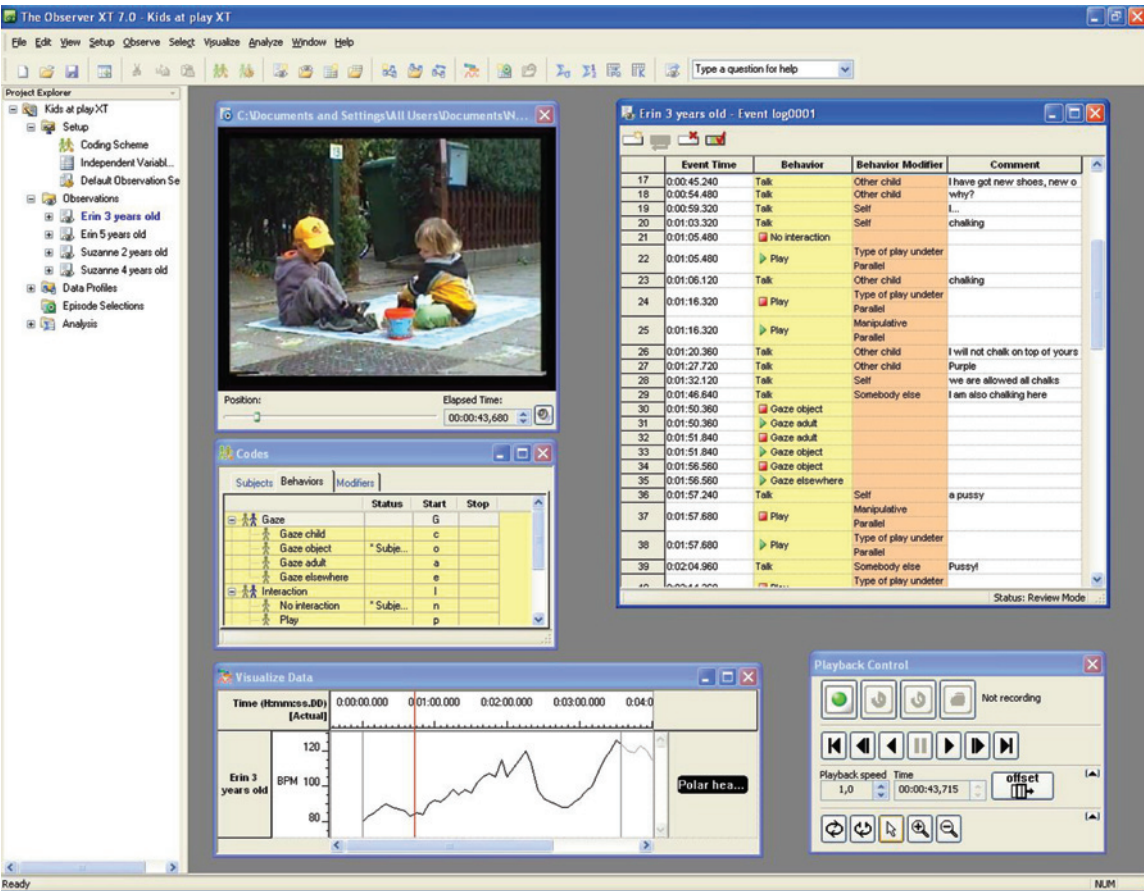 The Observer XT 7.0 - Kids at play XT
File Edit View Setup Observe Select Visualize Analyze Window Help
Type a question for help
Project Explorer
Kids at play XT
Setup
Coding Scheme
Independent Variabl...
Default Observation Se
Observations
Erin 3 years old
Erin 5 years old
Suzanne 2 years old
Suzanne 4 years old
Data Profiles
Episode Selections
Analysis
C:\Documents and Settings\All Users\Documents\N...
13
Position: Elapsed Time:
00:00:43,680
Codes
Subjects Behaviors Modifiers
Status Start Stop
Gaze G
Gaze child c
Gaze object * Subje... o
Gaze adult a
Gaze elsewhere e
Interaction I
No interaction * Subje... n
Play p
Erin 3 years old - Event log0001
Event Time Behavior Behavior Modifier Comment
17 0:00:45.240 Talk Other child I have got new shoes, new o
18 0:00:54.480 Talk Other child why?
19 0:00:59.320 Talk Self I...
20 0:01:03.320 Talk Self chalking
21 0:01:05.480 No interaction
22 0:01:05.480 Play Type of play undeter
Parallel
23 0:01:06.120 Talk Other child chalking
24 0:01:16.320 Play Type of play undeter
Parallel
25 0:01:16.320 Play Manipulative
Parallel
26 0:01:20.360 Talk Other child I will not chalk on top of yours
27 0:01:27.720 Talk Other child Purple
28 0:01:32.120 Talk Self we are allowed all chalks
29 0:01:46.640 Talk Somebody else I am also chalking here
30 0:01:50.360 Gaze object
31 0:01:50.360 Gaze adult
32 0:01:51.840 Gaze adult
33 0:01:51.840 Gaze object
34 0:01:56.560 Gaze object
35 0:01:56.560 Gaze elsewhere
36 0:01:57.240 Talk Self a pussy
37 0:01:57.680 Play Manipulative
Parallel
38 0:01:57.680 Play Type of play undeter
Parallel
39 0:02:04.960 Talk Somebody else Pussy!
Type of play undeter
Status: Review Mode
Visualize Data
Time (H:mm:ss.DD) 0:00:00.000 0:01:00.000 0:02:00.000 0:03:00.000 0:04:0
[Actual]
120
Erin 3 years old BPM 100 Polar hea...
80
Playback Control
Not recording
Playback speed Time offset
1,0 00:00:43,715
Ready NUM